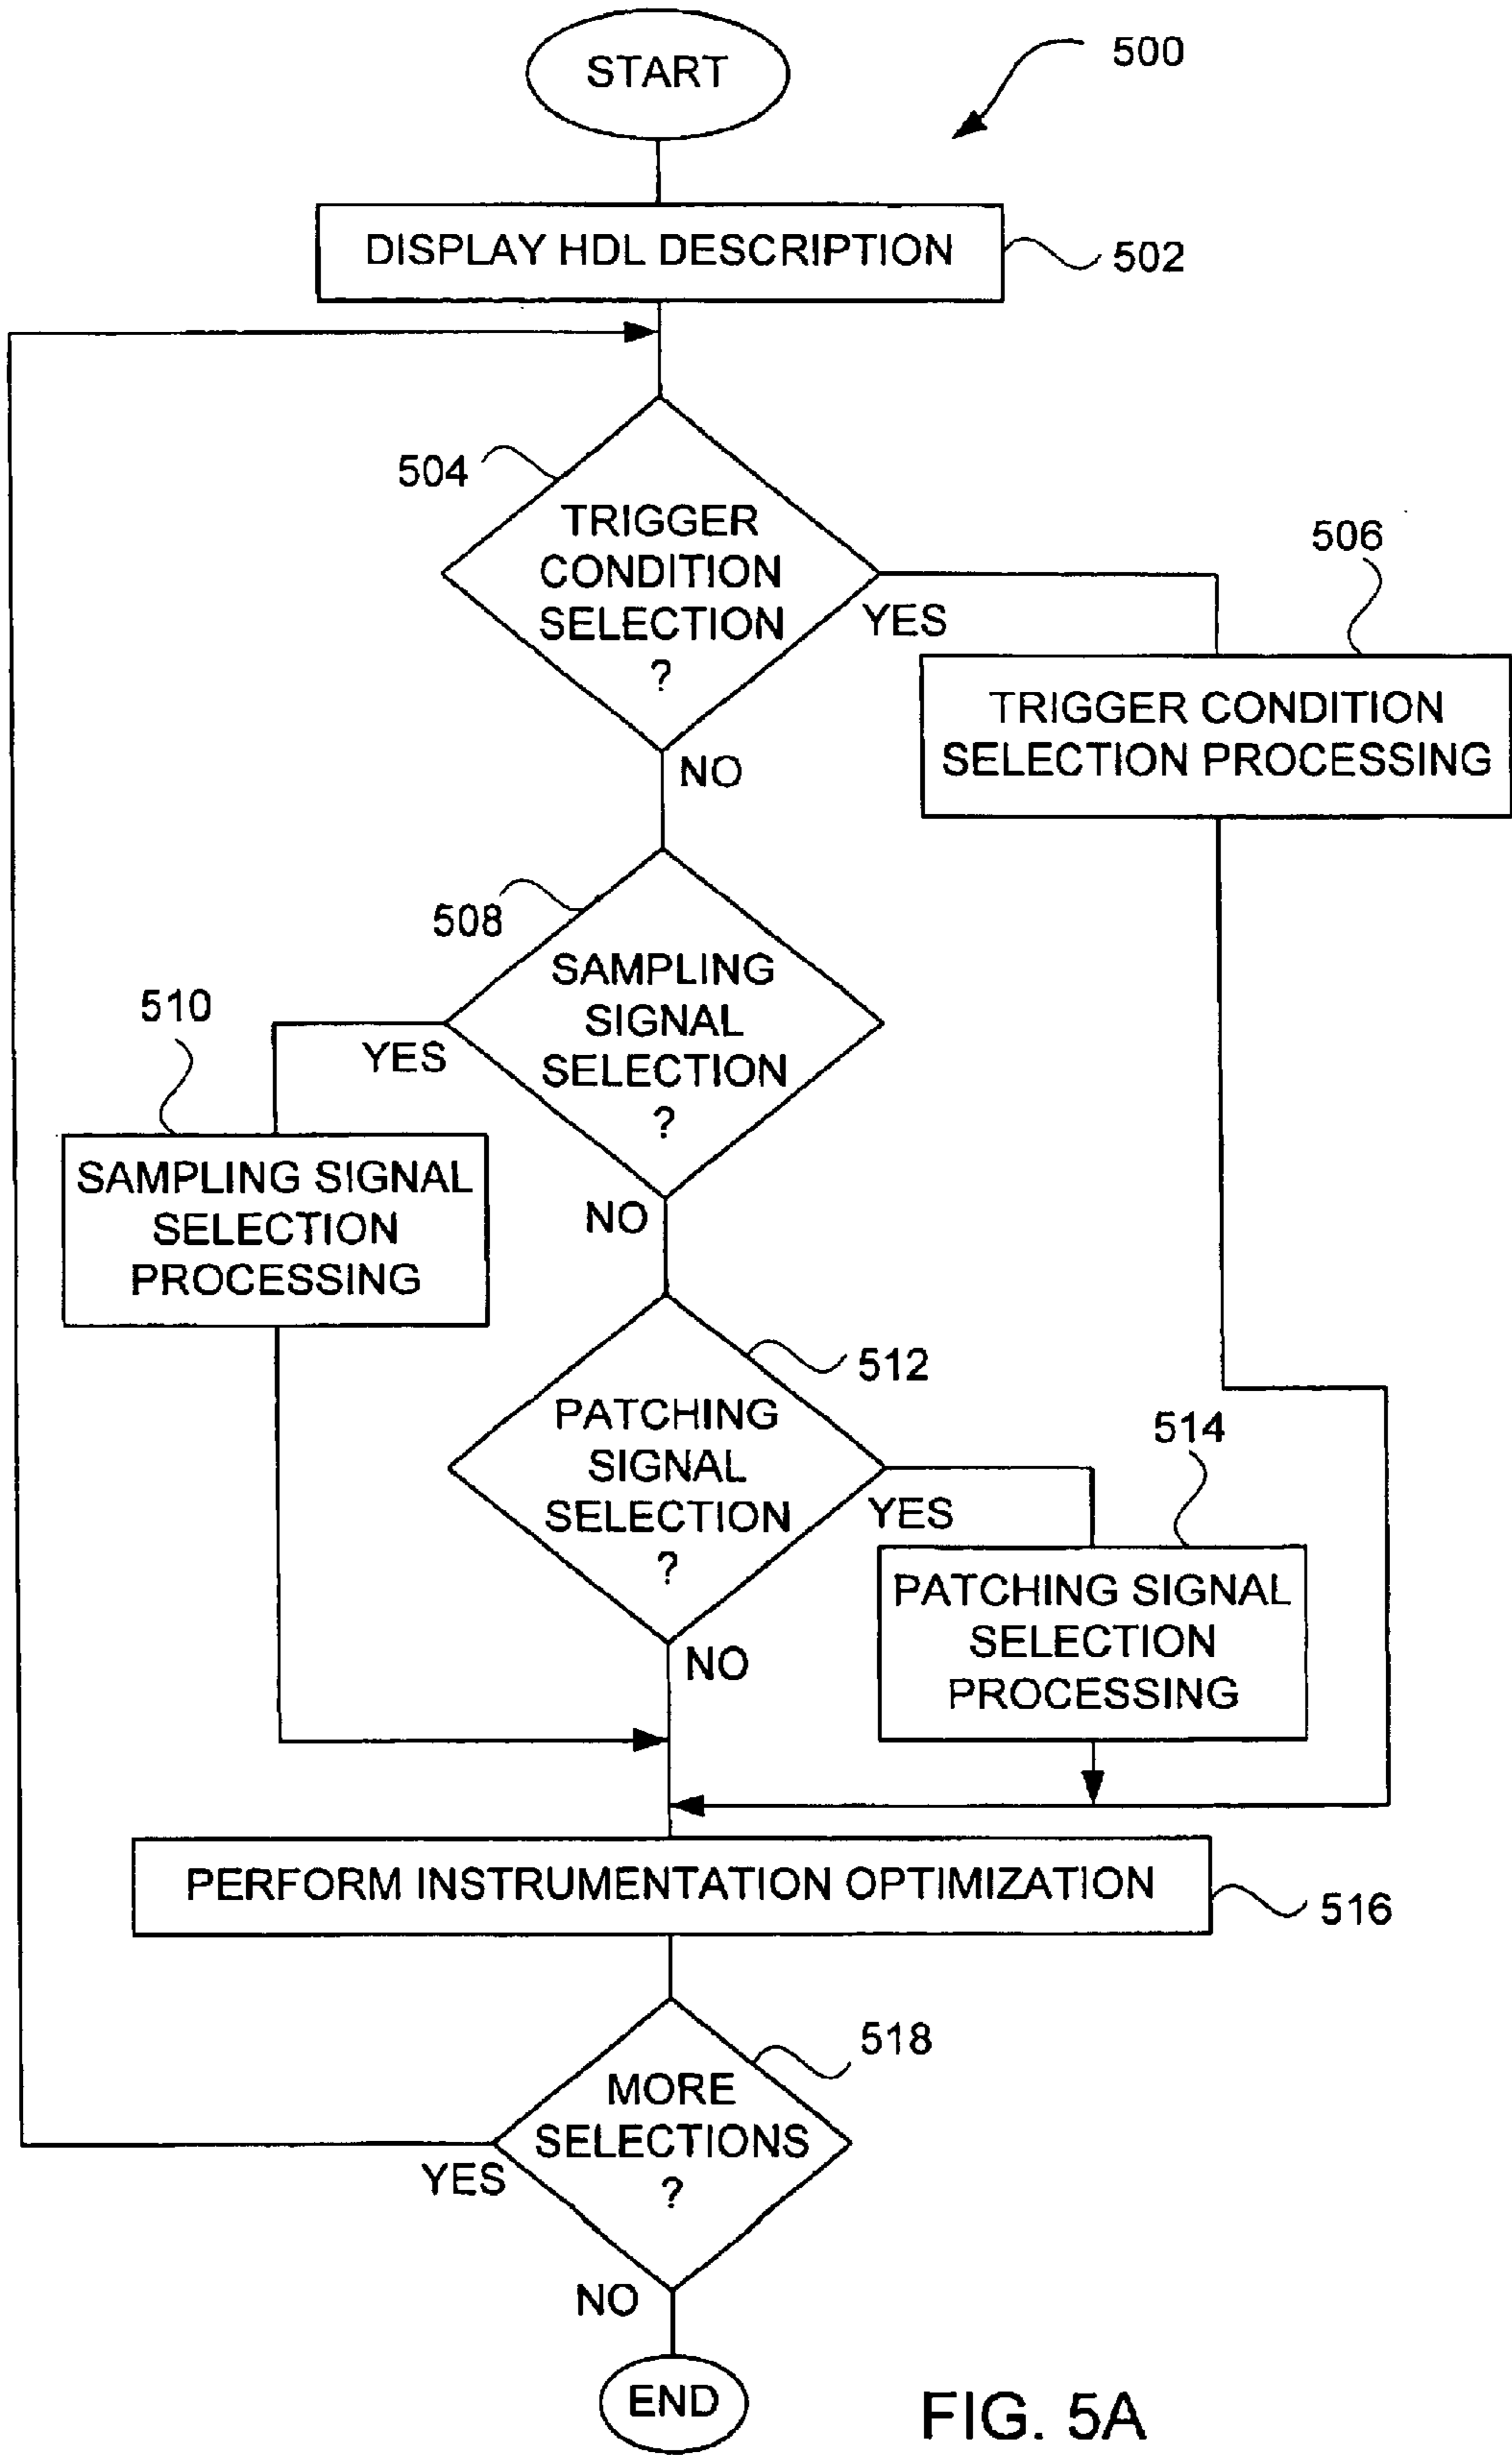 START
500
DISPLAY HDL DESCRIPTION
502
504
TRIGGER
CONDITION
SELECTION
?
YES
506
TRIGGER CONDITION
SELECTION PROCESSING
NO
508
SAMPLING
SIGNAL
SELECTION
?
YES
510
SAMPLING SIGNAL
SELECTION
PROCESSING
NO
512
PATCHING
SIGNAL
SELECTION
?
YES
514
PATCHING SIGNAL
SELECTION
PROCESSING
NO
PERFORM INSTRUMENTATION OPTIMIZATION
516
518
MORE
SELECTIONS
?
YES
NO
END
FIG. 5A